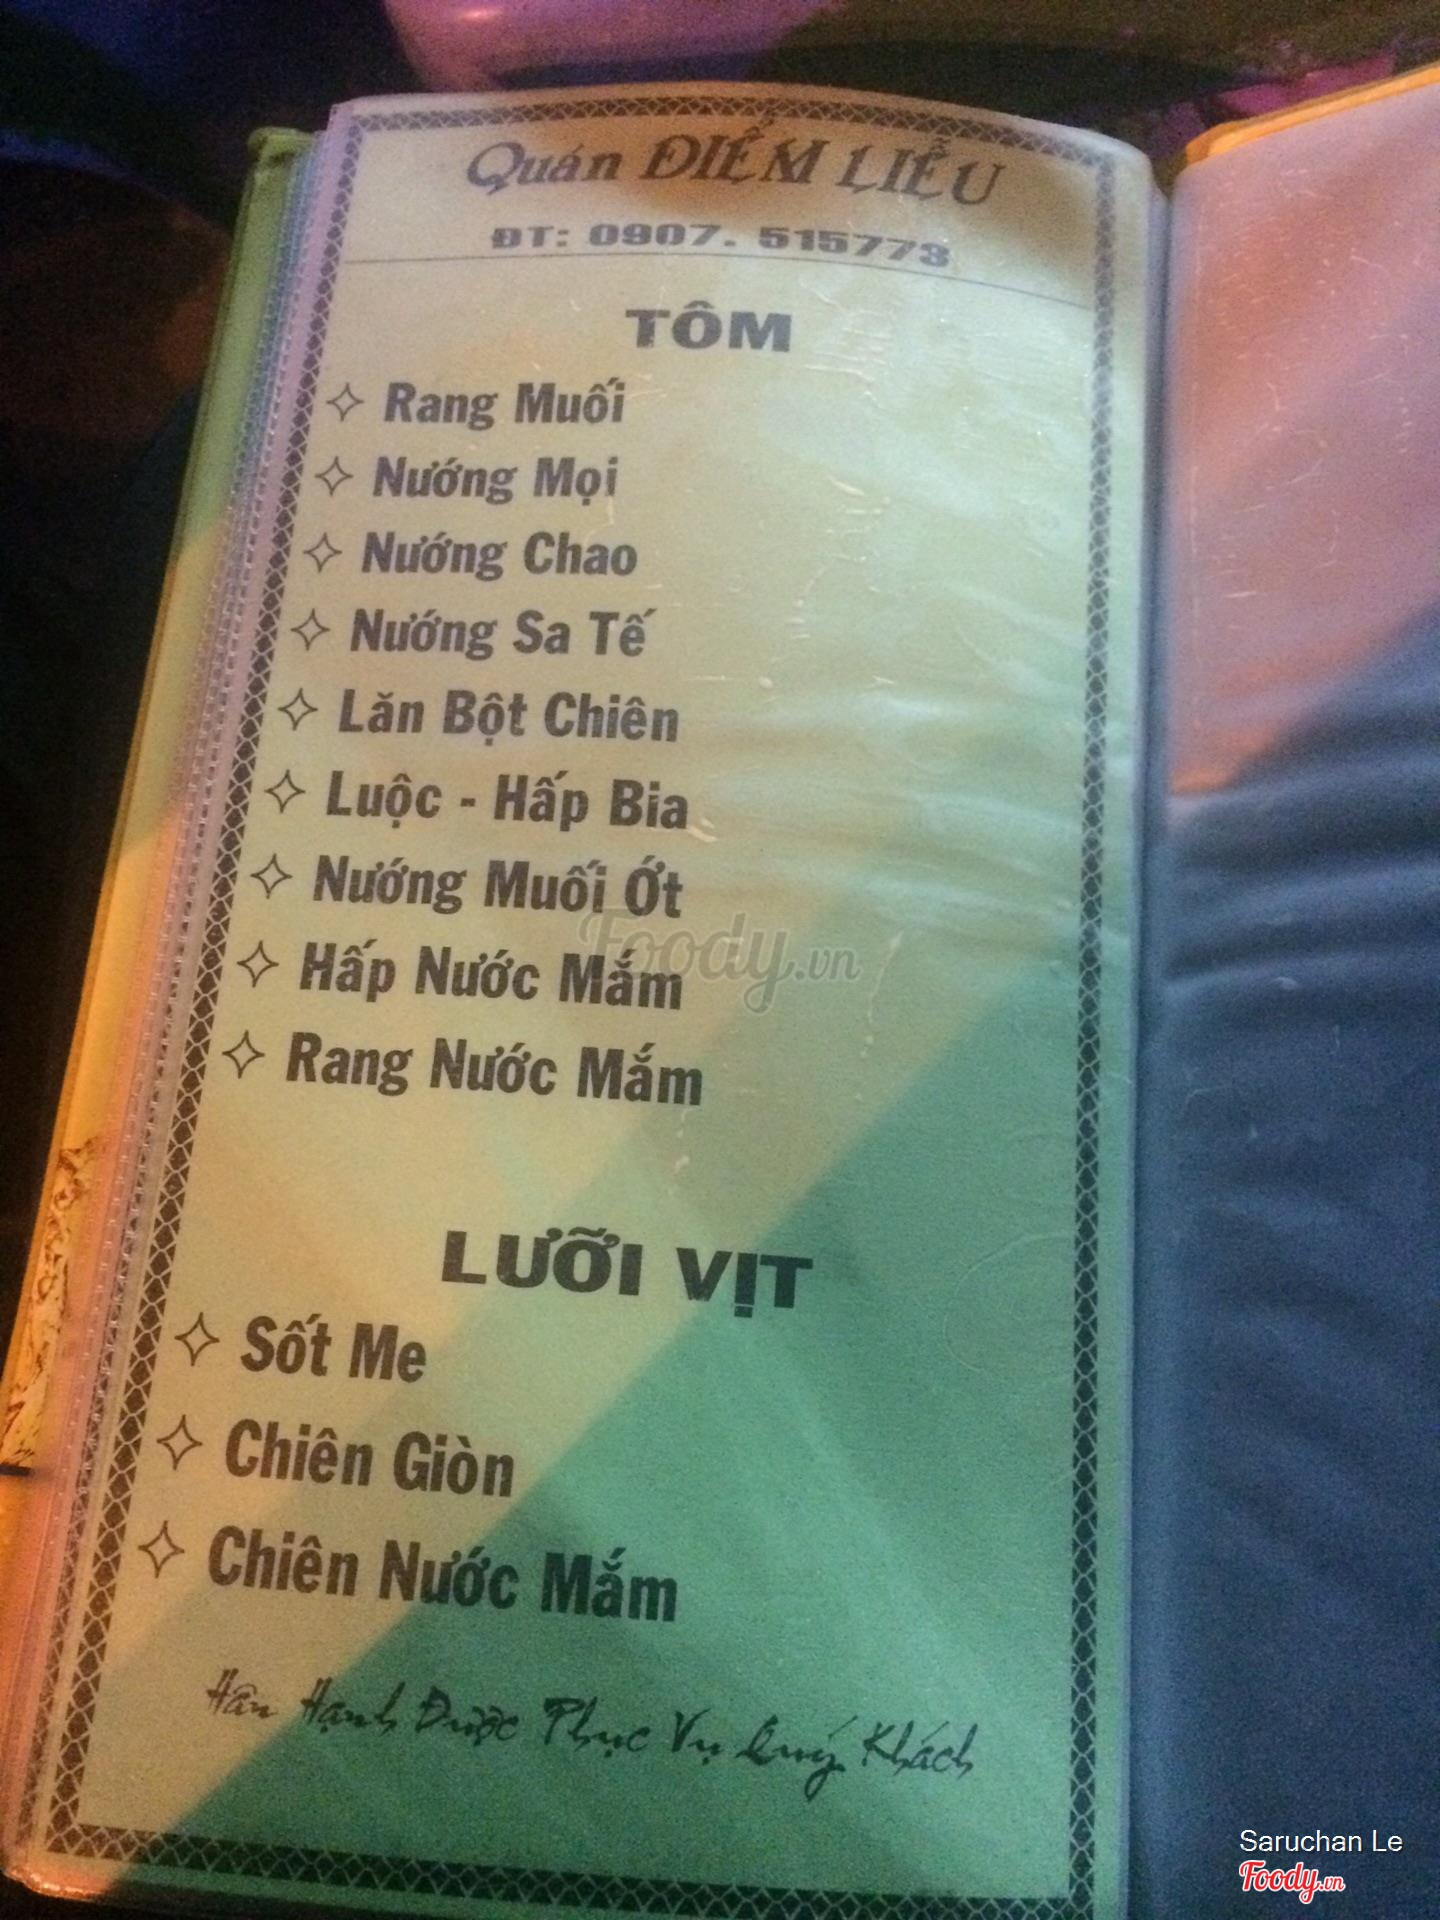 Quán ĐIỂM LIỄU
ĐT: 0907. 515773
TÔM
Rang Muối
Nướng Mọi
Nướng Chao
Nướng Sa Tế
Lăn Bột Chiên
Luộc - Hấp Bia
Nướng Muối Ớt
Hấp Nước Mắm
Rang Nước Mắm
LƯỠI VỊT
Sốt Me
Chiên Giòn
Chiên Nước Mắm
Hân Hạnh Được Phục Vụ Quý Khách
Foody.vn
Saruchan Le
Foody.vn